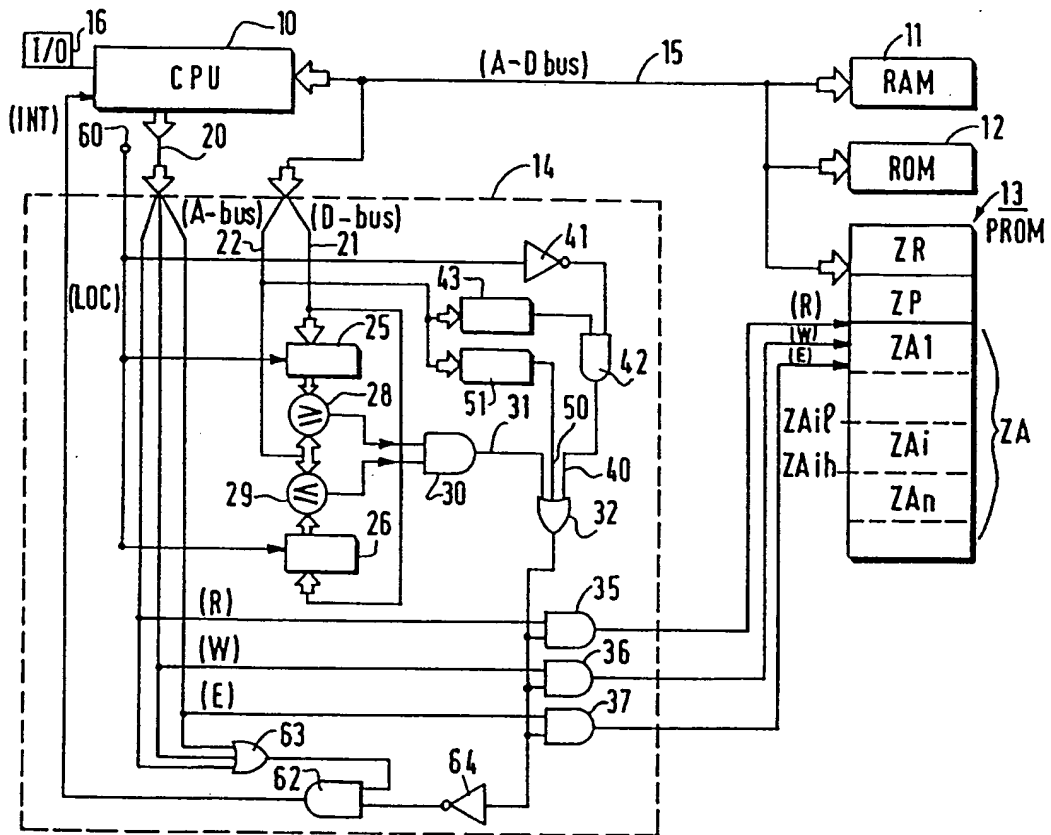 16
10
I/O
CPU
(A-D bus)
15
11
RAM
(INT)
60
20
12
ROM
14
13
PROM
(A-bus)
(D-bus)
22
21
41
ZR
(LOC)
43
ZP
25
(R)
(W)
(E)
ZA1
42
28
51
31
50
≥
ZAiℓ
ZA
ZAi
≤
29
30
40
ZAih
32
ZAn
26
35
(R)
36
(W)
37
(E)
63
62
64